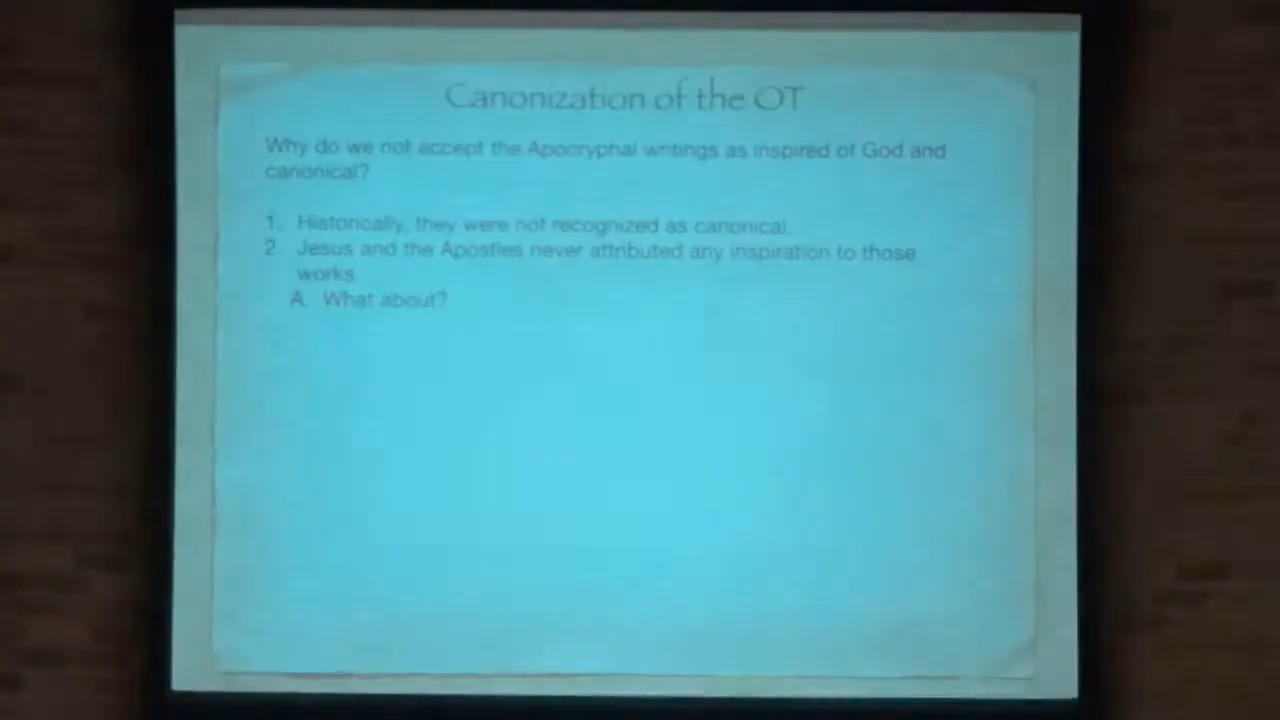 Canonization of the OT
Why do we not accept the Apocryphal writings as inspired of God and
canonical?
1. Historically, they were not recognized as canonical.
2. Jesus and the Apostles never attributed any inspiration to those
works.
A. What about?